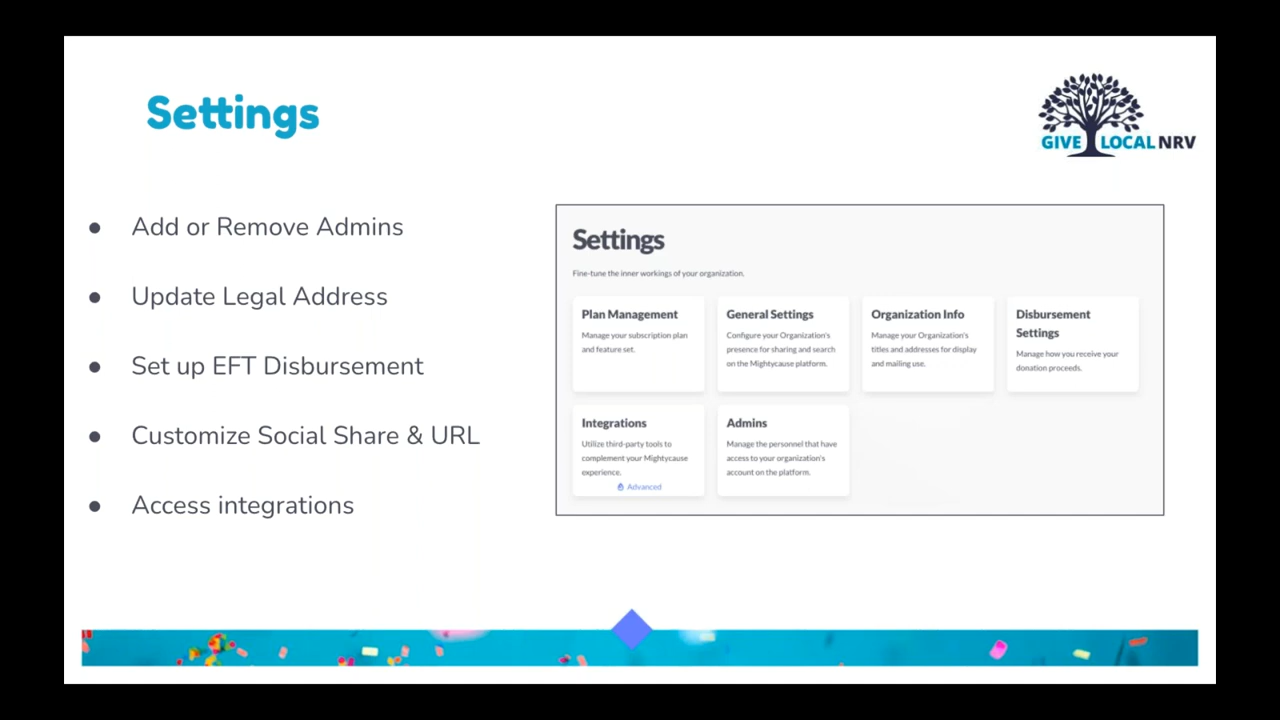 Settings
GIVE LOCAL NRV
Add or Remove Admins
Update Legal Address
Set up EFT Disbursement
Customize Social Share & URL
Access integrations
Settings
Fine-tune the inner workings of your organization.
Plan Management
Manage your subscription plan
and feature set.
General Settings
Configure your Organization's
presence for sharing and search
on the Mightycause platform.
Organization Info
Manage your Organization's
titles and addresses for display
and mailing use.
Disbursement
Settings
Manage how you receive your
donation proceeds.
Integrations
Utilize third-party tools to
complement your Mightycause
experience.
Advanced
Admins
Manage the personnel that have
access to your organization's
account on the platform.